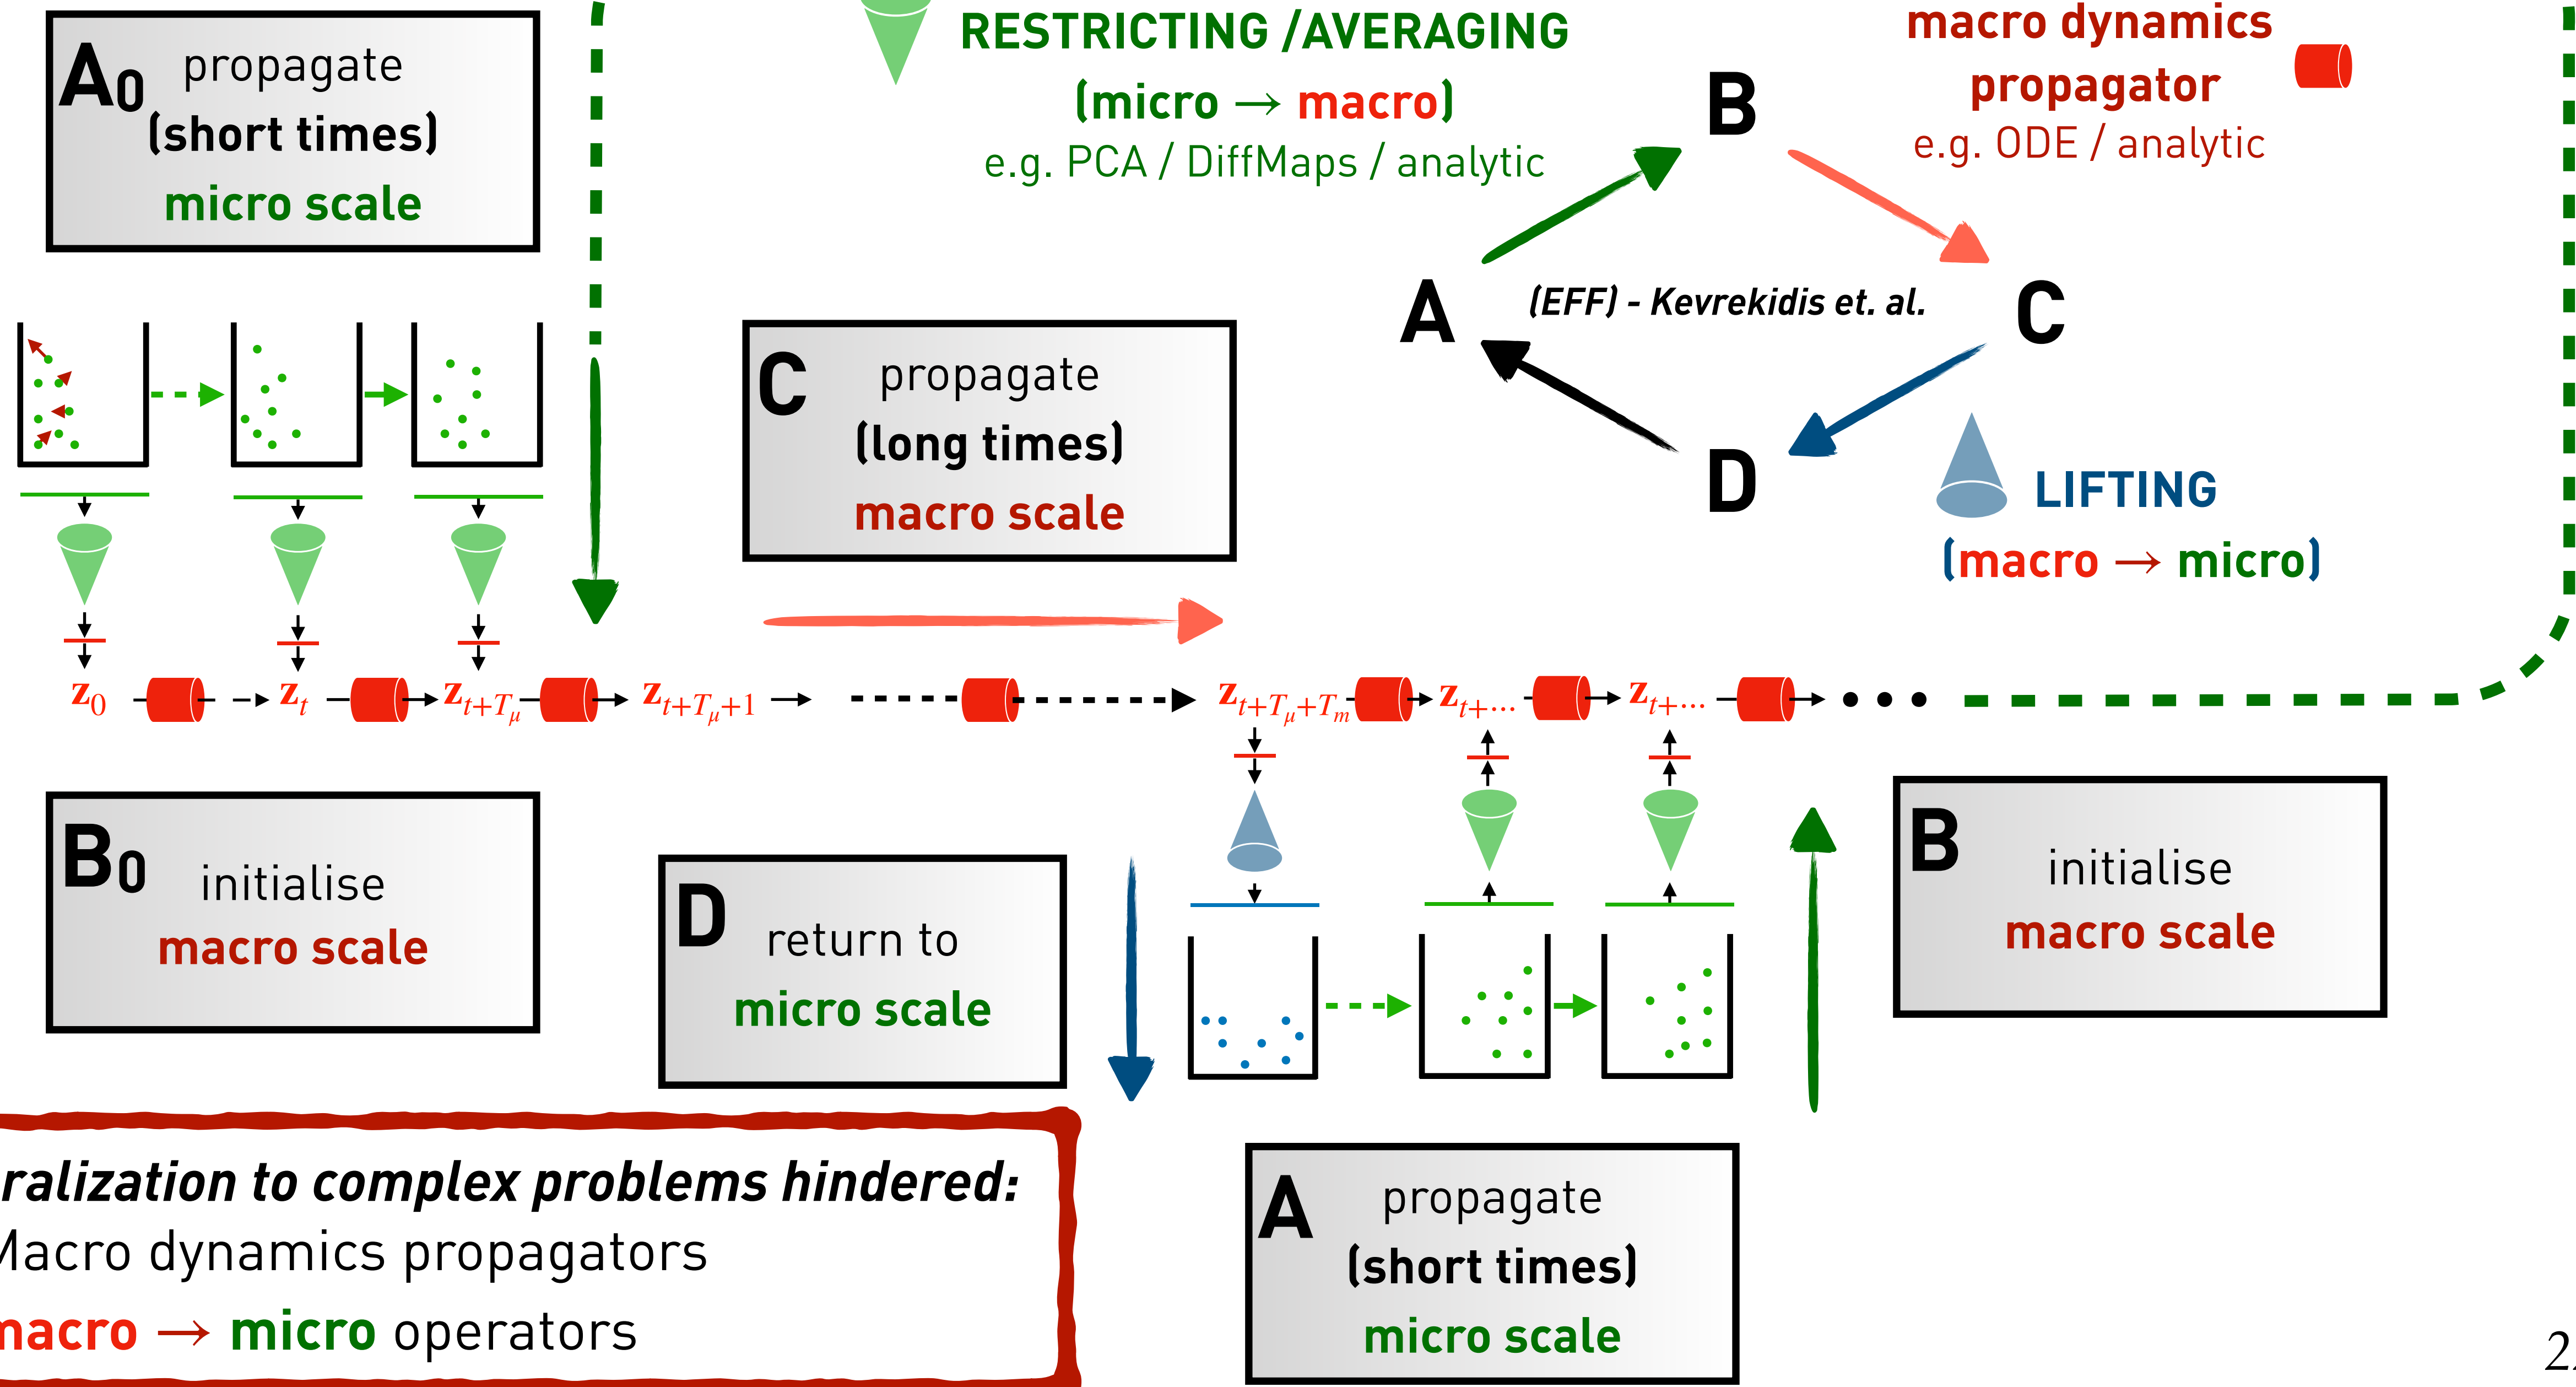 A0 propagate
(short times)
micro scale
RESTRICTING /AVERAGING
(micro → macro)
e.g. PCA / DiffMaps / analytic
macro dynamics
propagator
e.g. ODE / analytic
B
A
(EFF) - Kevrekidis et. al.
C
D
LIFTING
(macro → micro)
C propagate
(long times)
macro scale
z0 zt zt+Tμ zt+Tμ+1 zt+Tμ+Tm zt+⋯ zt+⋯ •••
B0 initialise
macro scale
D return to
micro scale
B initialise
macro scale
A propagate
(short times)
micro scale
ralization to complex problems hindered:
Macro dynamics propagators
macro → micro operators